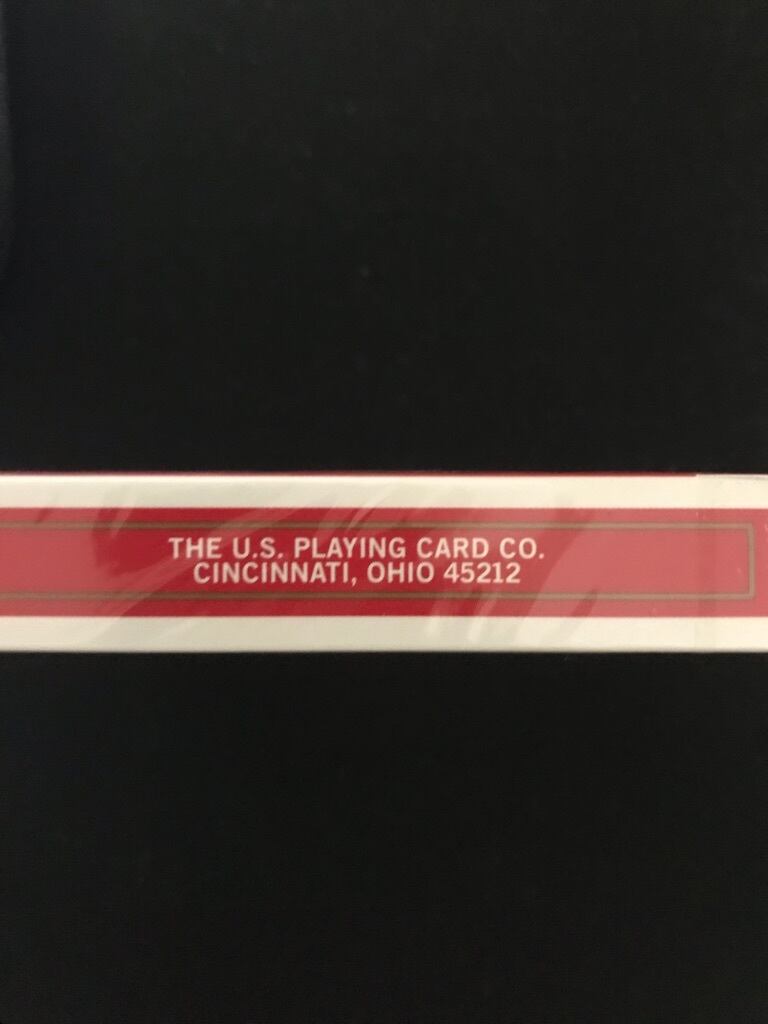 THE U.S. PLAYING CARD CO.
CINCINNATI, OHIO 45212